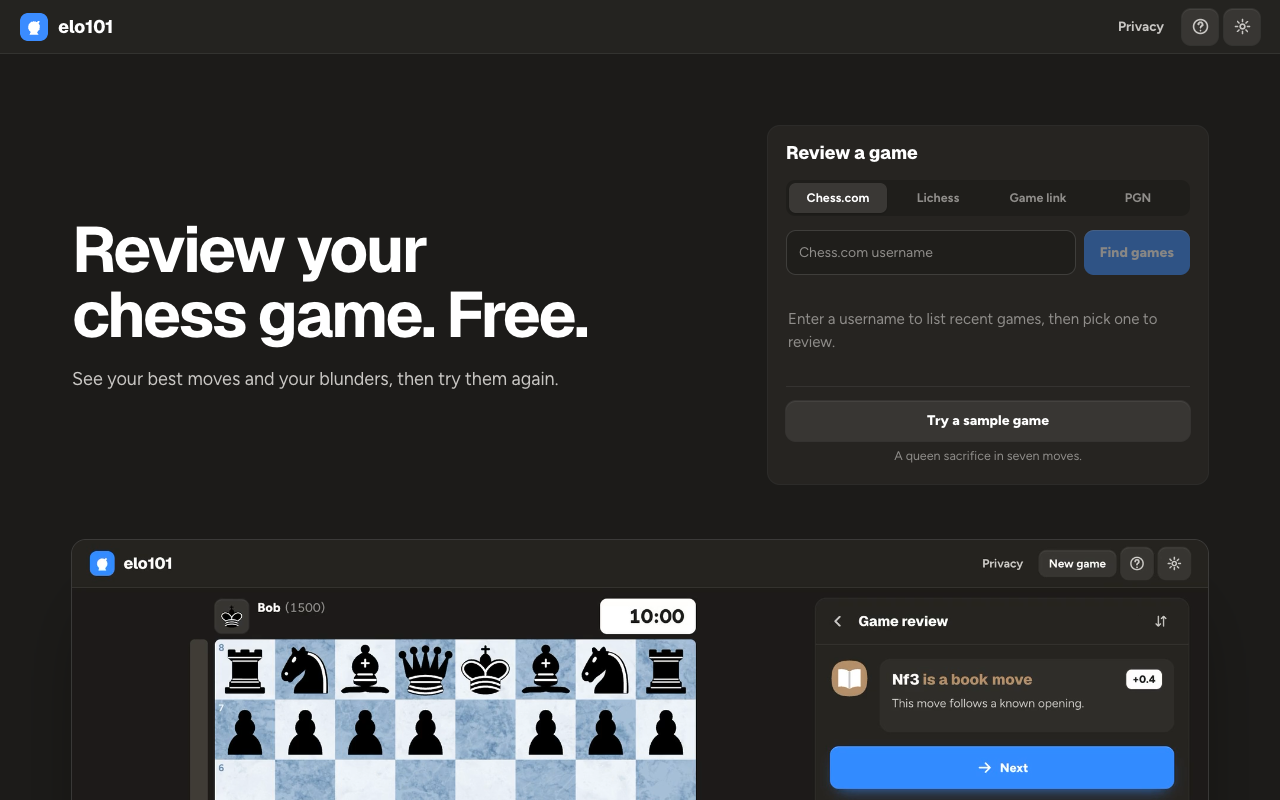 elo101
Privacy
Review your
chess game. Free.
See your best moves and your blunders, then try them again.
Review a game
Chess.com
Lichess
Game link
PGN
Chess.com username
Find games
Enter a username to list recent games, then pick one to
review.
Try a sample game
A queen sacrifice in seven moves.
elo101
Privacy
New game
Bob (1500)
10:00
8
7
6
Game review
Nf3 is a book move
+0.4
This move follows a known opening.
Next